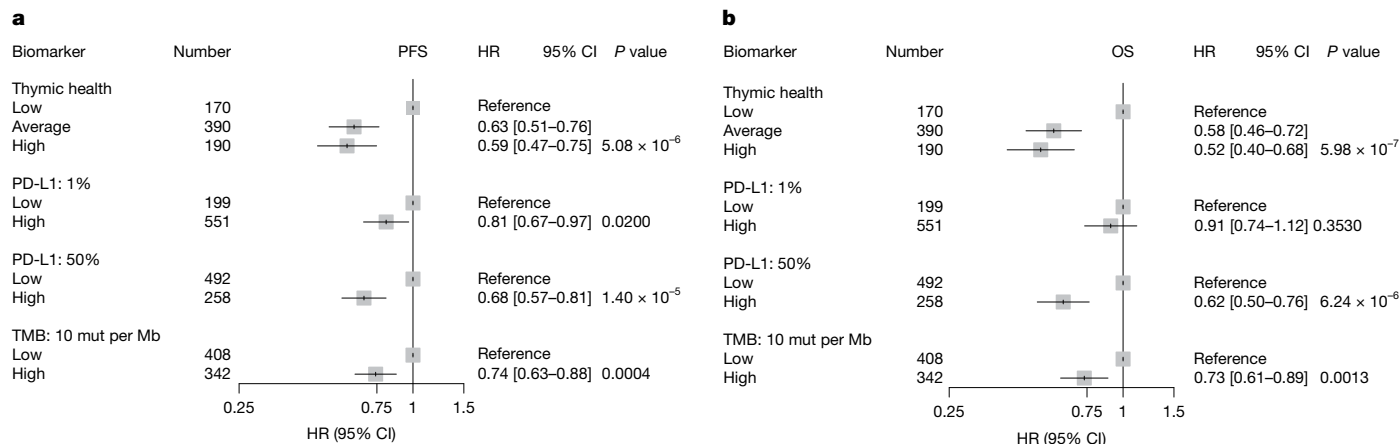 a
Biomarker Number PFS HR 95% CI P value
Thymic health
Low 170 Reference
Average 390 0.63 [0.51–0.76]
High 190 0.59 [0.47–0.75] 5.08 × 10⁻⁶
PD-L1: 1%
Low 199 Reference
High 551 0.81 [0.67–0.97] 0.0200
PD-L1: 50%
Low 492 Reference
High 258 0.68 [0.57–0.81] 1.40 × 10⁻⁵
TMB: 10 mut per Mb
Low 408 Reference
High 342 0.74 [0.63–0.88] 0.0004
0.25 0.75 1 1.5
HR (95% CI)
b
Biomarker Number OS HR 95% CI P value
Thymic health
Low 170 Reference
Average 390 0.58 [0.46–0.72]
High 190 0.52 [0.40–0.68] 5.98 × 10⁻⁷
PD-L1: 1%
Low 199 Reference
High 551 0.91 [0.74–1.12] 0.3530
PD-L1: 50%
Low 492 Reference
High 258 0.62 [0.50–0.76] 6.24 × 10⁻⁶
TMB: 10 mut per Mb
Low 408 Reference
High 342 0.73 [0.61–0.89] 0.0013
0.25 0.75 1 1.5
HR (95% CI)